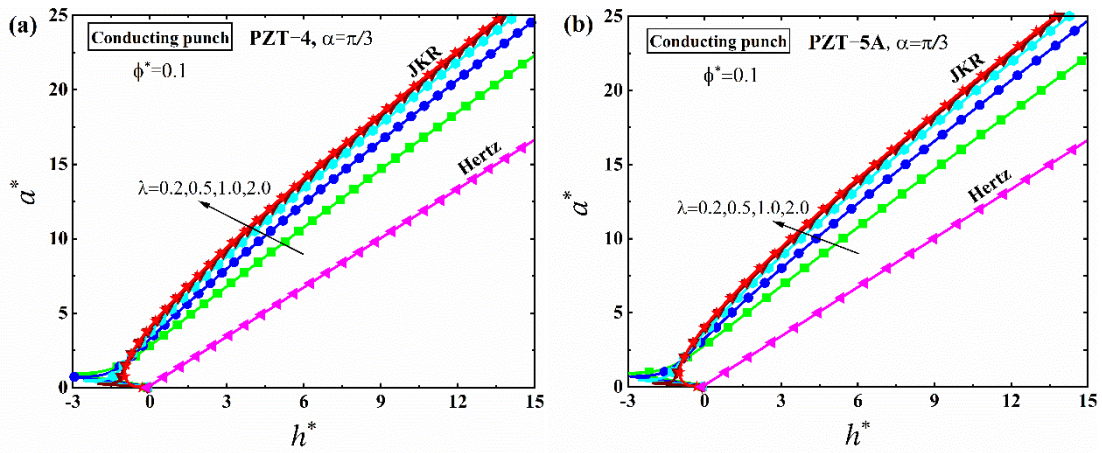 (a)
Conducting punch
PZT−4, α=π/3
ϕ*=0.1
JKR
Hertz
λ=0.2,0.5,1.0,2.0
25
20
15
10
5
0
-3
0
3
6
9
12
15
a*
h*
(b)
Conducting punch
PZT−5A, α=π/3
ϕ*=0.1
JKR
Hertz
λ=0.2,0.5,1.0,2.0
25
20
15
10
5
0
-3
0
3
6
9
12
15
a*
h*